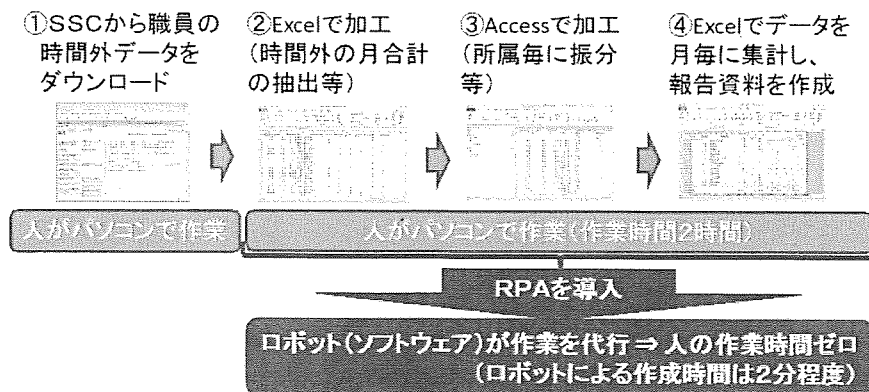 ①SSCから職員の
時間外データを
ダウンロード
②Excelで加工
(時間外の月合計
の抽出等)
③Accessで加工
(所属毎に振分
等)
④Excelでデータを
月毎に集計し、
報告資料を作成
人がパソコンで作業
人がパソコンで作業(作業時間2時間)
RPAを導入
ロボット(ソフトウェア)が作業を代行⇒人の作業時間ゼロ
(ロボットによる作成時間は2分程度)